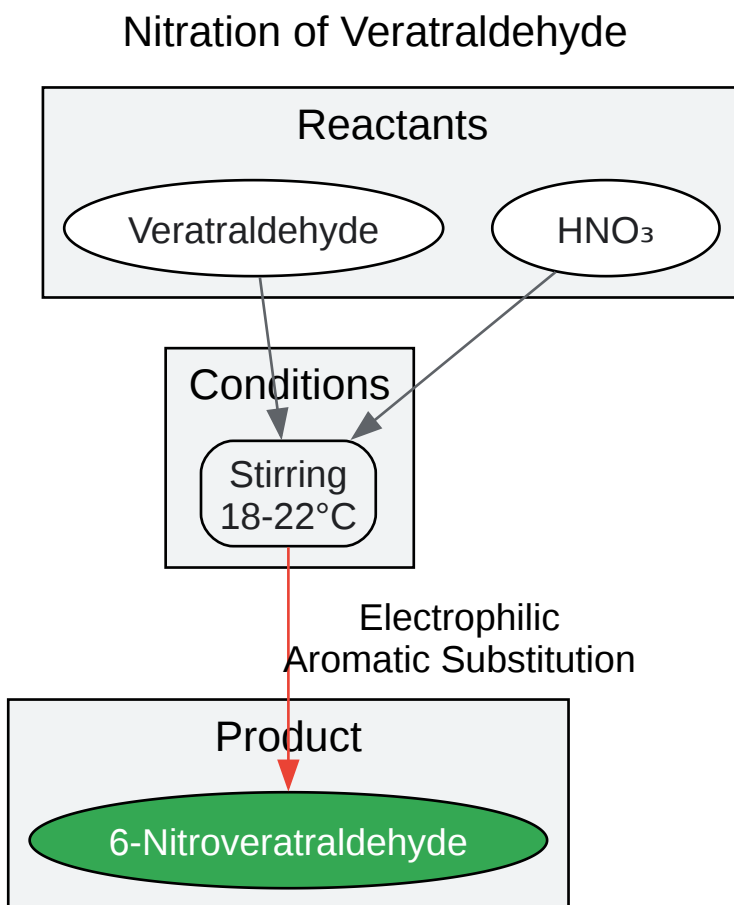 Nitration of Veratraldehyde
Reactants
Veratraldehyde
HNO₃
Conditions
Stirring
18-22°C
Electrophilic
Aromatic Substitution
Product
6-Nitroveratraldehyde